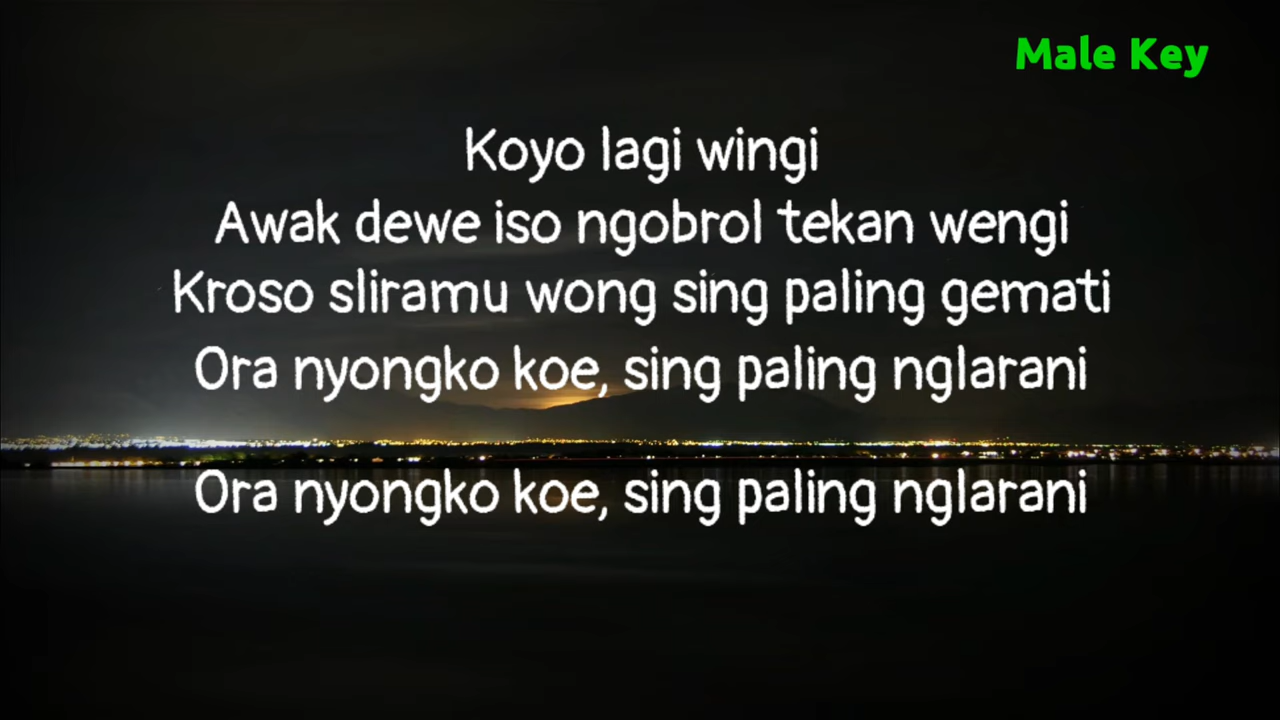 Male Key
Koyo lagi wingi
Awak dewe iso ngobrol tekan wengi
Kroso sliramu wong sing paling gemati
Ora nyongko koe, sing paling nglarani
Ora nyongko koe, sing paling nglarani